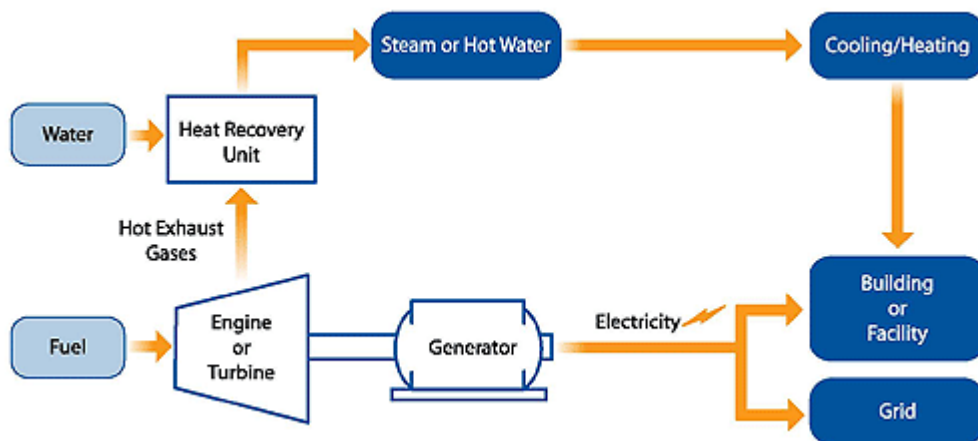 Steam or Hot Water
Cooling/Heating
Water
Heat Recovery
Unit
Hot Exhaust
Gases
Building
or
Facility
Electricity
Fuel
Engine
or
Turbine
Generator
Grid